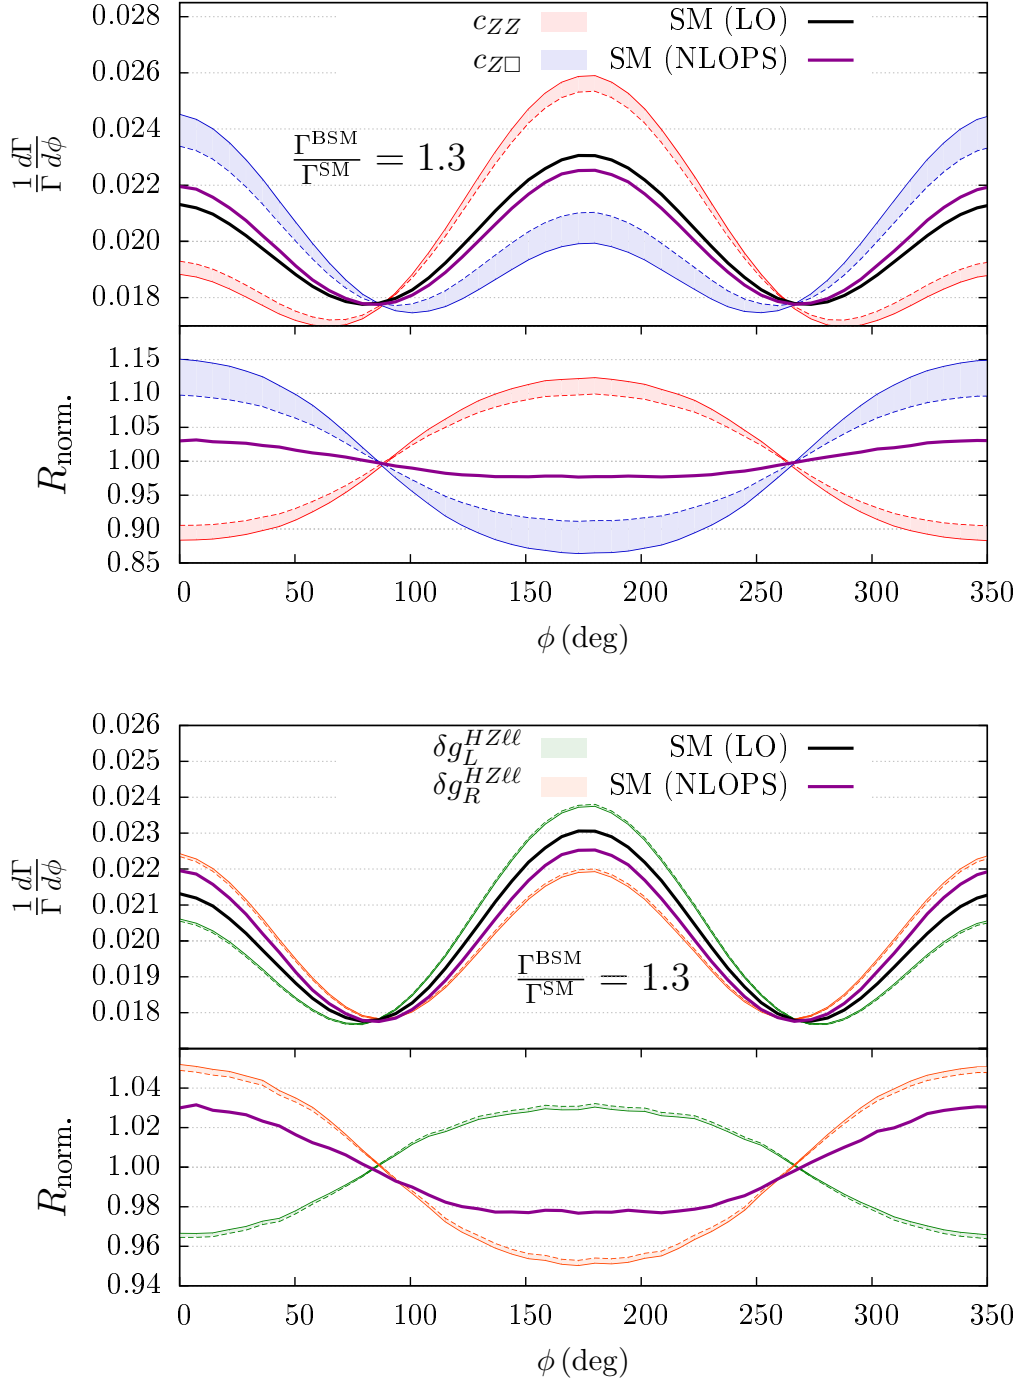 0.028
0.026
0.024
0.022
0.020
0.018
1/Γ dΓ/dφ
c_{ZZ} SM (LO)
c_{Z□} SM (NLOPS)
Γ^{BSM}/Γ^{SM} = 1.3
1.15
1.10
1.05
1.00
0.95
0.90
0.85
R_{norm.}
0 50 100 150 200 250 300 350
ϕ (deg)
0.026
0.025
0.024
0.023
0.022
0.021
0.020
0.019
0.018
1/Γ dΓ/dφ
δg_L^{HZℓℓ} SM (LO)
δg_R^{HZℓℓ} SM (NLOPS)
Γ^{BSM}/Γ^{SM} = 1.3
1.04
1.02
1.00
0.98
0.96
0.94
R_{norm.}
0 50 100 150 200 250 300 350
ϕ (deg)